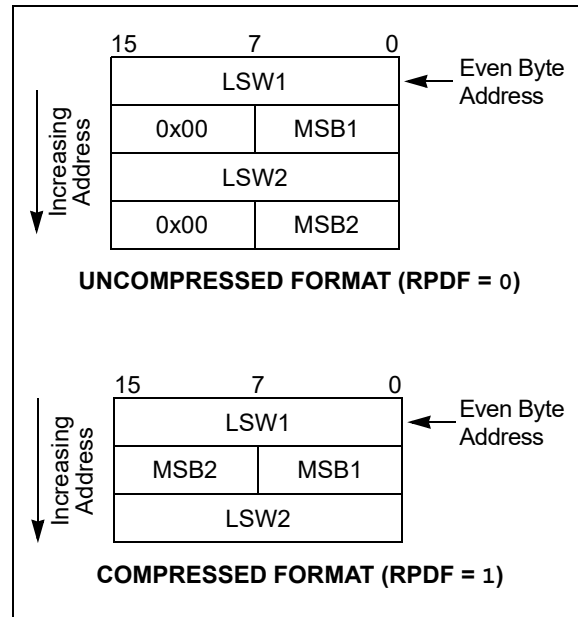 15 7 0
LSW1
Even Byte
Address
0x00 MSB1
LSW2
0x00 MSB2
Increasing
Address
UNCOMPRESSED FORMAT (RPDF = 0)
15 7 0
LSW1
Even Byte
Address
MSB2 MSB1
LSW2
Increasing
Address
COMPRESSED FORMAT (RPDF = 1)